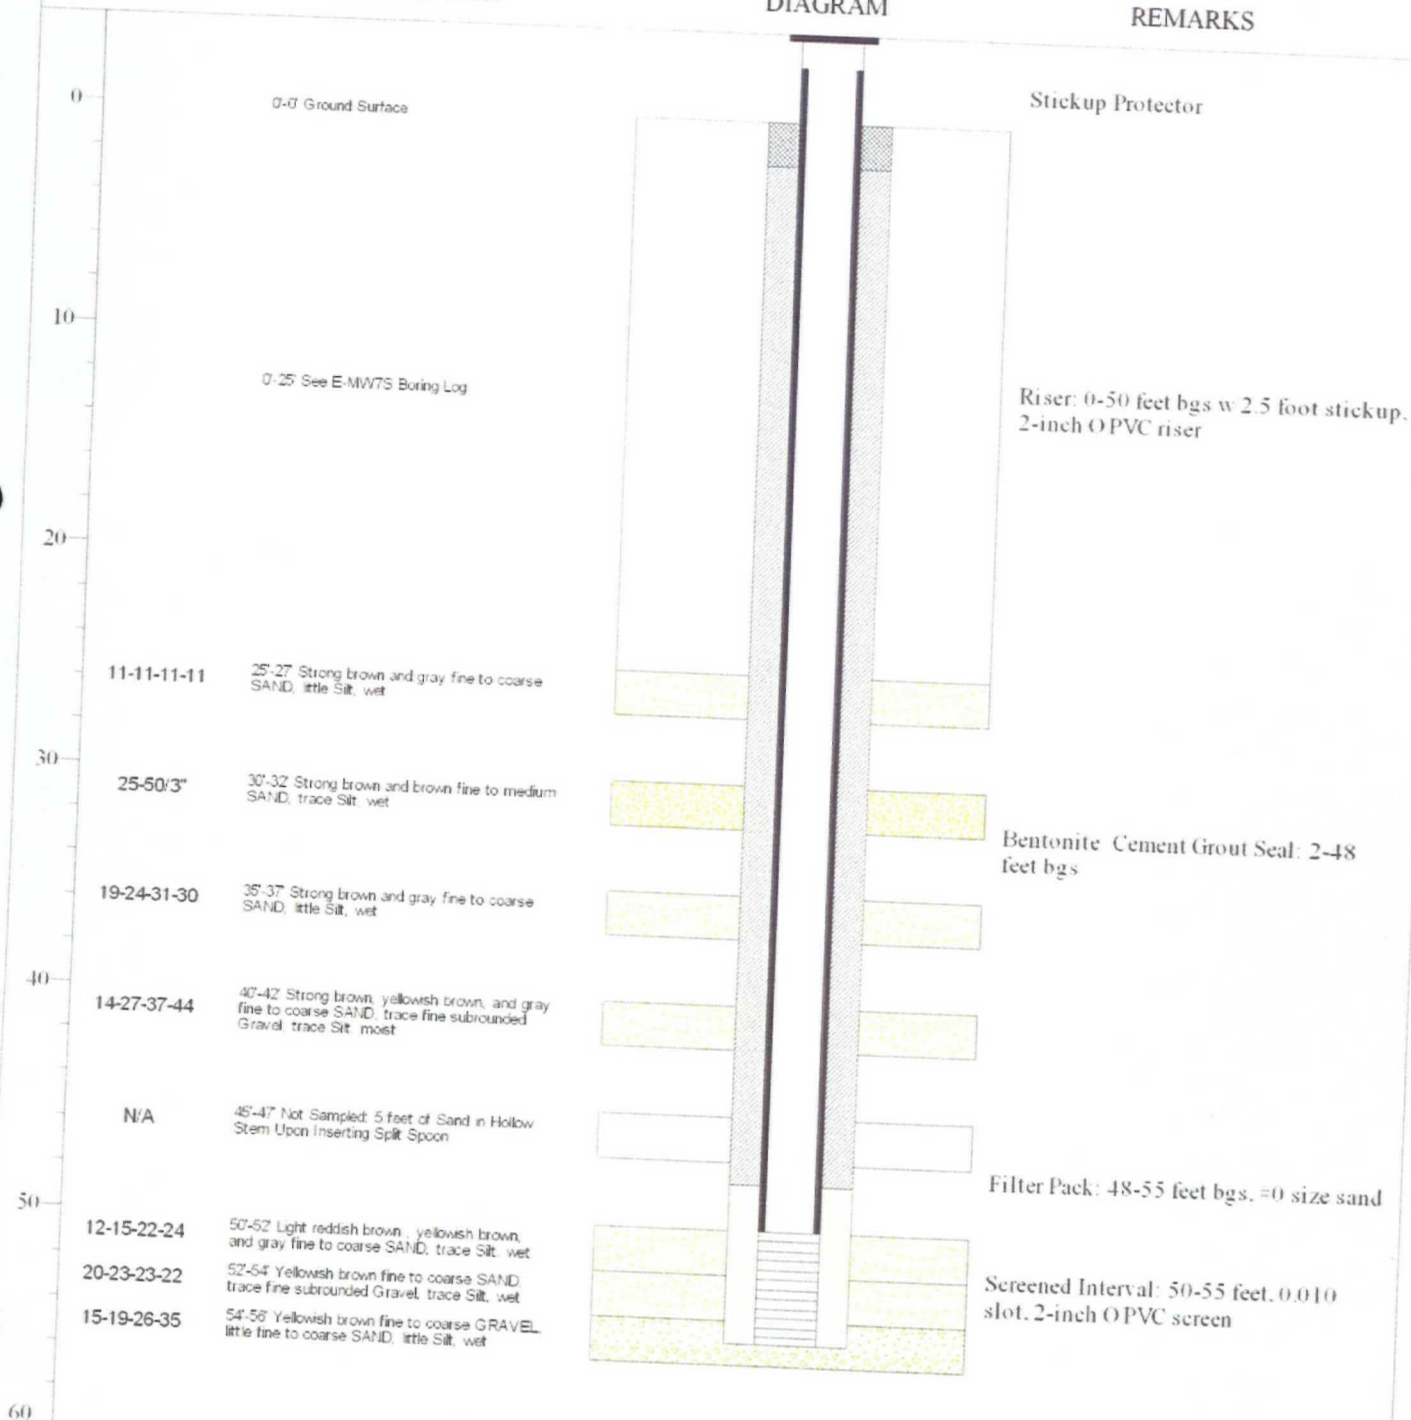 DIAGRAM
REMARKS
0
0'-0' Ground Surface
Stickup Protector
10
0'-25' See E-MW7S Boring Log
Riser: 0-50 feet bgs w 2.5 foot stickup.
2-inch O PVC riser
20
11-11-11-11
25'-27' Strong brown and gray fine to coarse
SAND, little Silt, wet
30
25-50/3"
30'-32' Strong brown and brown fine to medium
SAND, trace Silt, wet
Bentonite Cement Grout Seal: 2-48
feet bgs
19-24-31-30
35'-37' Strong brown and gray fine to coarse
SAND, little Silt, wet
40
14-27-37-44
40'-42' Strong brown, yellowish brown, and gray
fine to coarse SAND, trace fine subrounded
Gravel, trace Silt, moist
N/A
45'-47' Not Sampled: 5 feet of Sand in Hollow
Stem Upon Inserting Split Spoon
Filter Pack: 48-55 feet bgs. =0 size sand
50
12-15-22-24
50'-52' Light reddish brown, yellowish brown,
and gray fine to coarse SAND, trace Silt, wet
20-23-23-22
52'-54' Yellowish brown fine to coarse SAND,
trace fine subrounded Gravel, trace Silt, wet
Screened Interval: 50-55 feet. 0.010
slot. 2-inch O PVC screen
15-19-26-35
54'-56' Yellowish brown fine to coarse GRAVEL,
little fine to coarse SAND, little Silt, wet
60